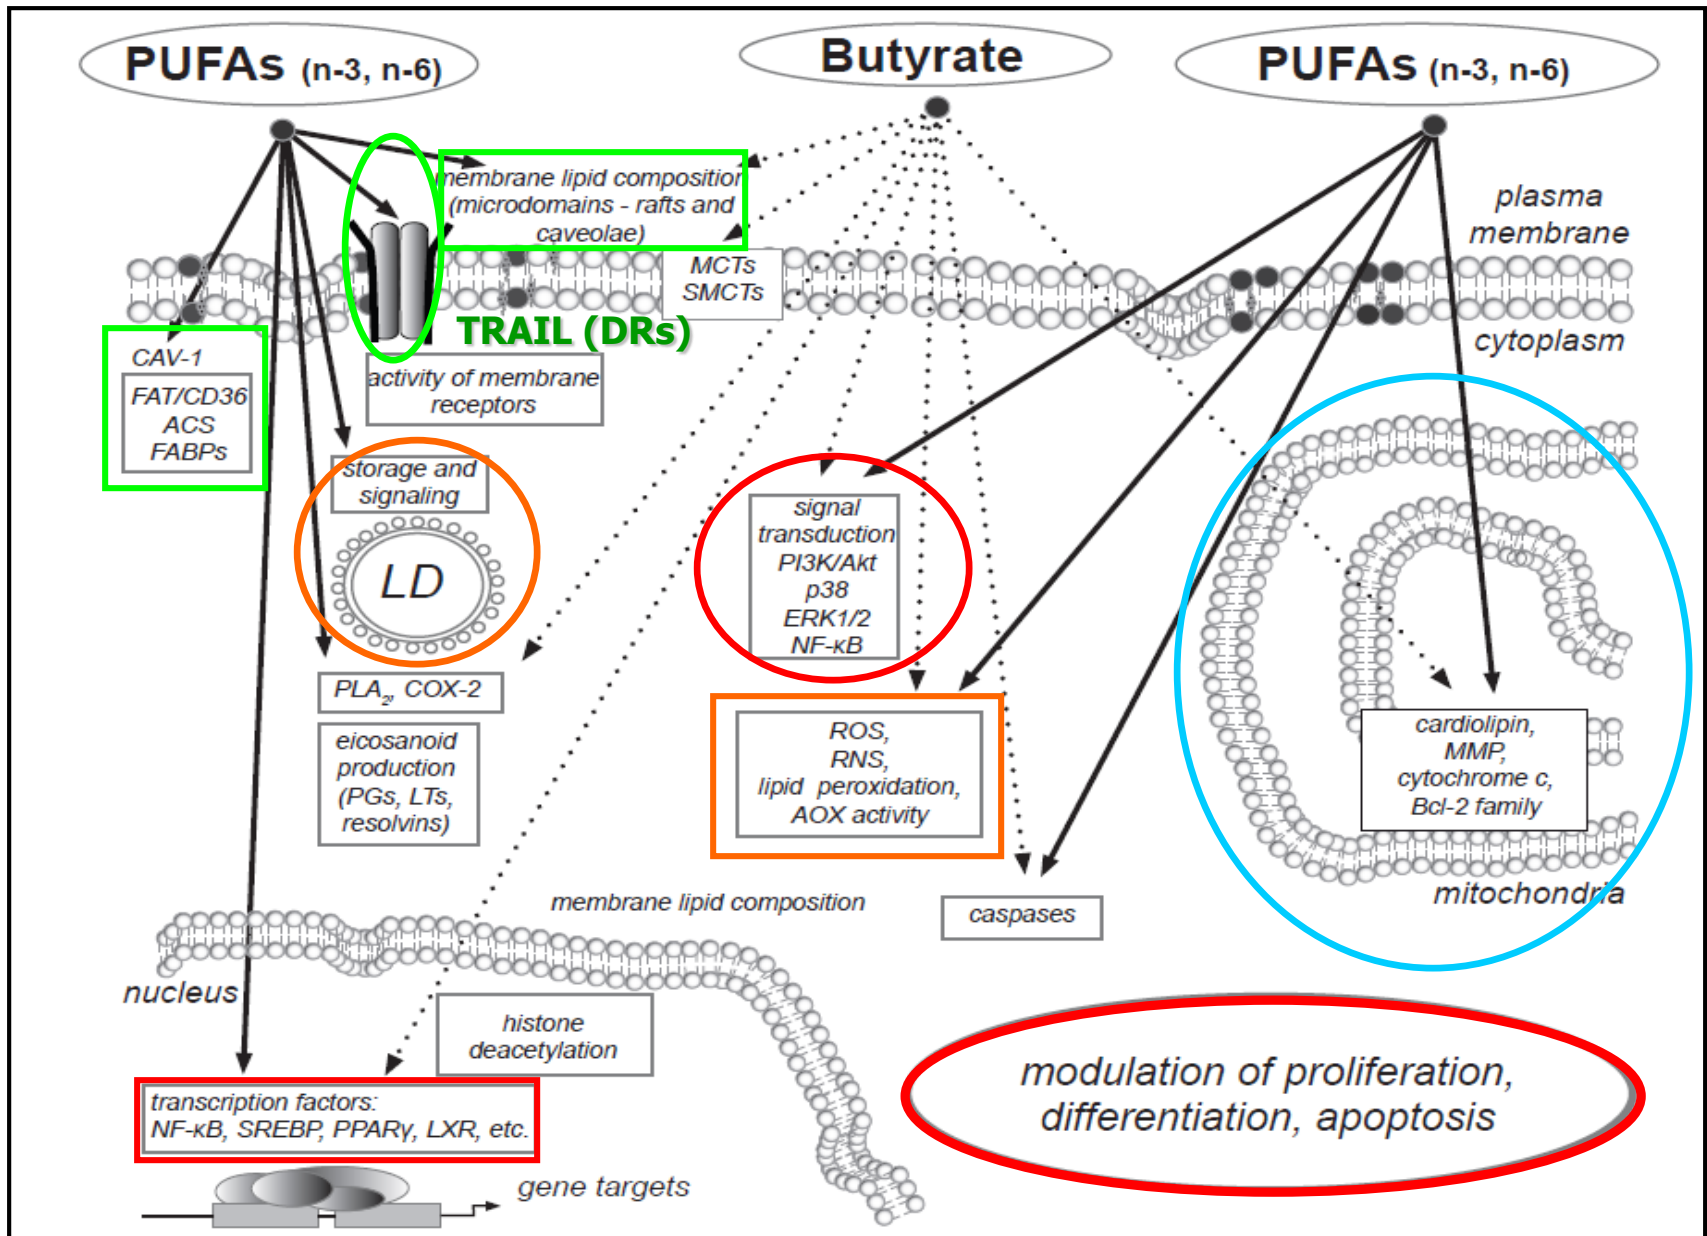 PUFAs (n-3, n-6)
Butyrate
PUFAs (n-3, n-6)
membrane lipid composition
(microdomains - rafts and
caveolae)
plasma
membrane
MCTs
SMCTs
TRAIL (DRs)
cytoplasm
CAV-1
FAT/CD36
ACS
FABPs
activity of membrane
receptors
storage and
signaling
LD
signal
transduction
PI3K/Akt
p38
ERK1/2
NF-κB
PLA2, COX-2
eicosanoid
production
(PGs, LTs,
resolvins)
ROS,
RNS,
lipid peroxidation,
AOX activity
cardiolipin,
MMP,
cytochrome c,
Bcl-2 family
mitochondria
membrane lipid composition
caspases
nucleus
histone
deacetylation
transcription factors:
NF-κB, SREBP, PPARγ, LXR, etc.
gene targets
modulation of proliferation,
differentiation, apoptosis